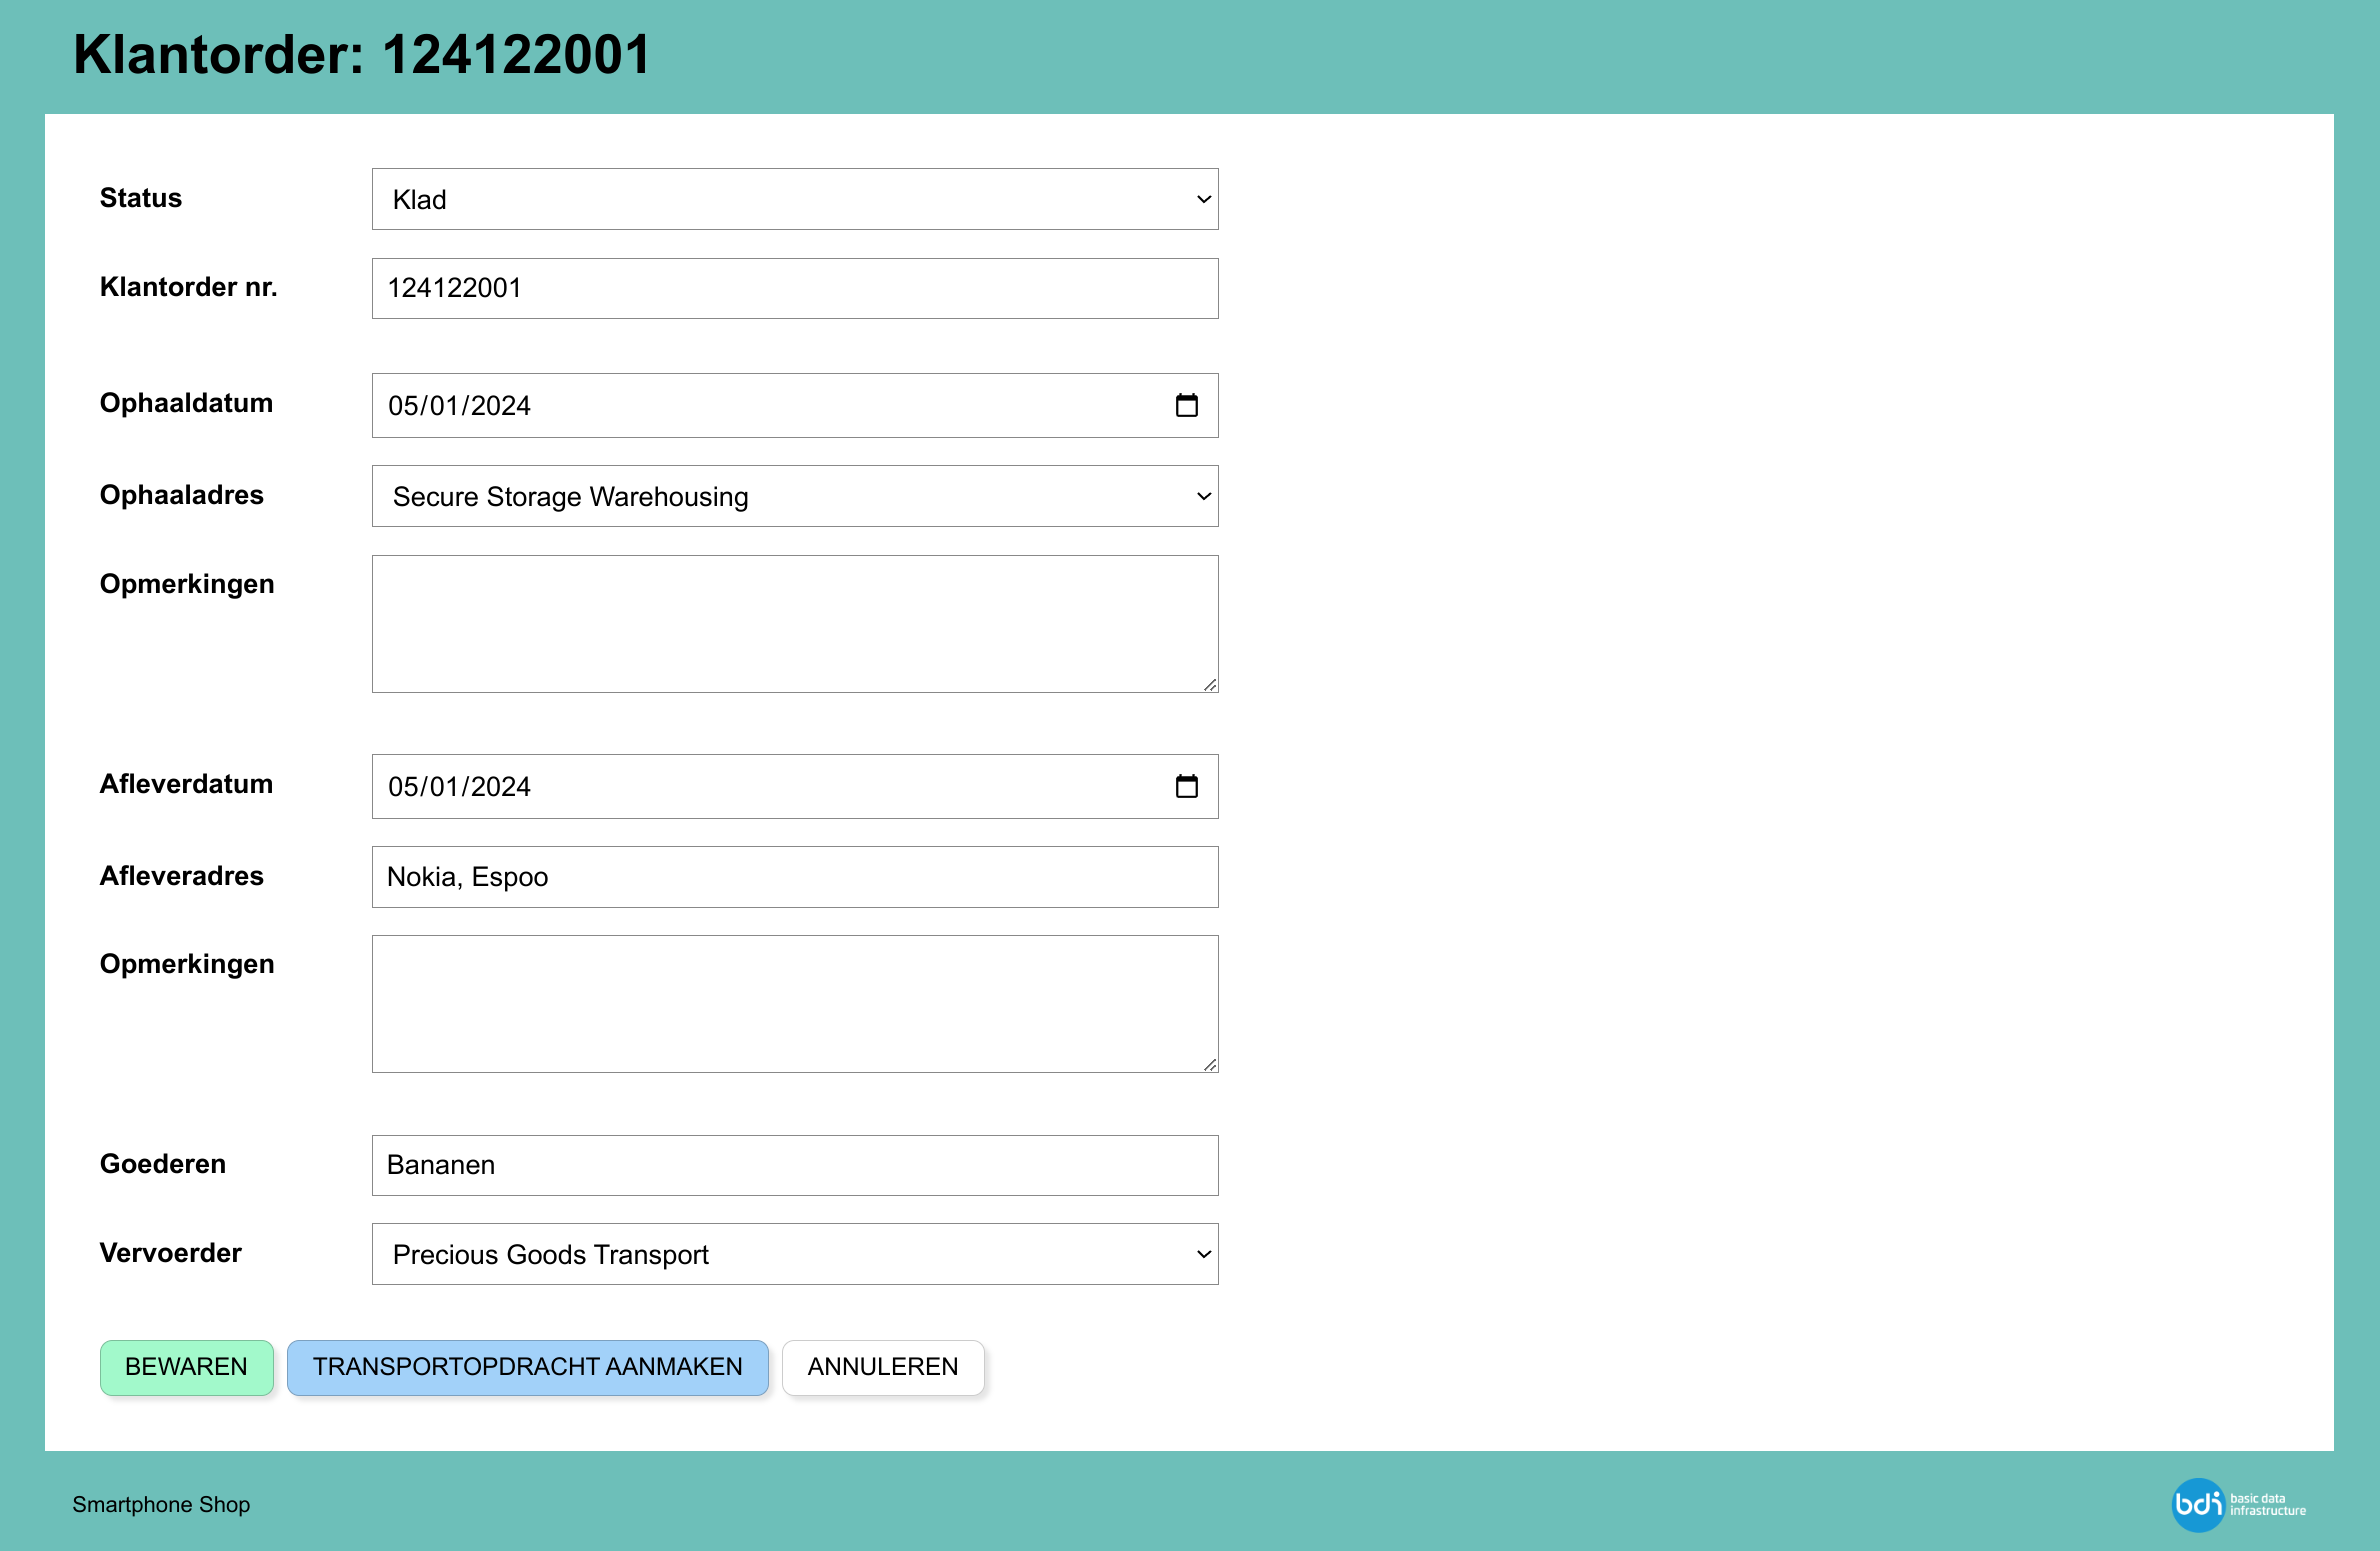 Klantorder: 124122001
Status
Klad
Klantorder nr.
124122001
Ophaaldatum
05/01/2024
Ophaaladres
Secure Storage Warehousing
Opmerkingen
Afleverdatum
05/01/2024
Afleveradres
Nokia, Espoo
Opmerkingen
Goederen
Bananen
Vervoerder
Precious Goods Transport
BEWAREN
TRANSPORTOPDRACHT AANMAKEN
ANNULEREN
Smartphone Shop
bdi
basic data
infrastructure